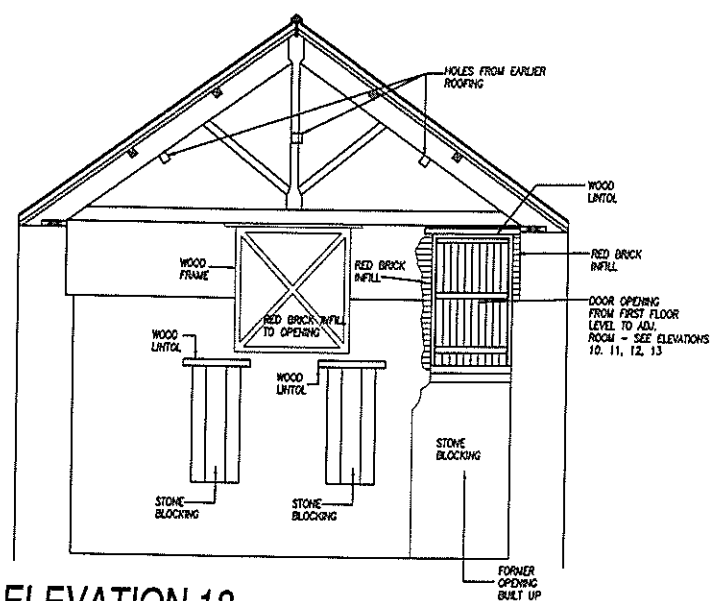 HOLES FROM EARLIER
ROOFING
WOOD
LINTOL
RED BRICK
INFILL
DOOR OPENING
FROM FIRST FLOOR
LEVEL TO ADJ.
ROOM - SEE ELEVATIONS
10. 11, 12, 13
WOOD
FRAME
RED BRICK
INFILL
RED BRICK INFILL
TO OPENING
WOOD
LINTOL
WOOD
LINTOL
STONE
BLOCKING
STONE
BLOCKING
STONE
BLOCKING
FORMER
OPENING
BUILT UP